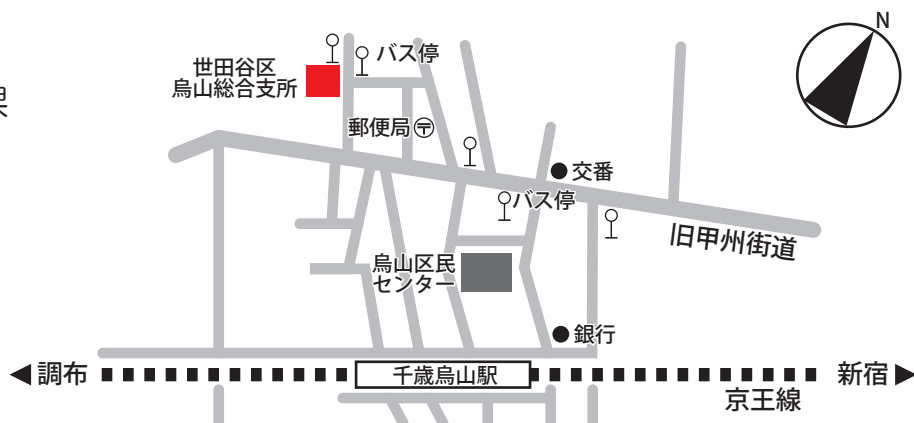 N
世田谷区
烏山総合支所
バス停
郵便局〒
交番
バス停
旧甲州街道
烏山区民
センター
銀行
調布
千歳烏山駅
新宿
京王線